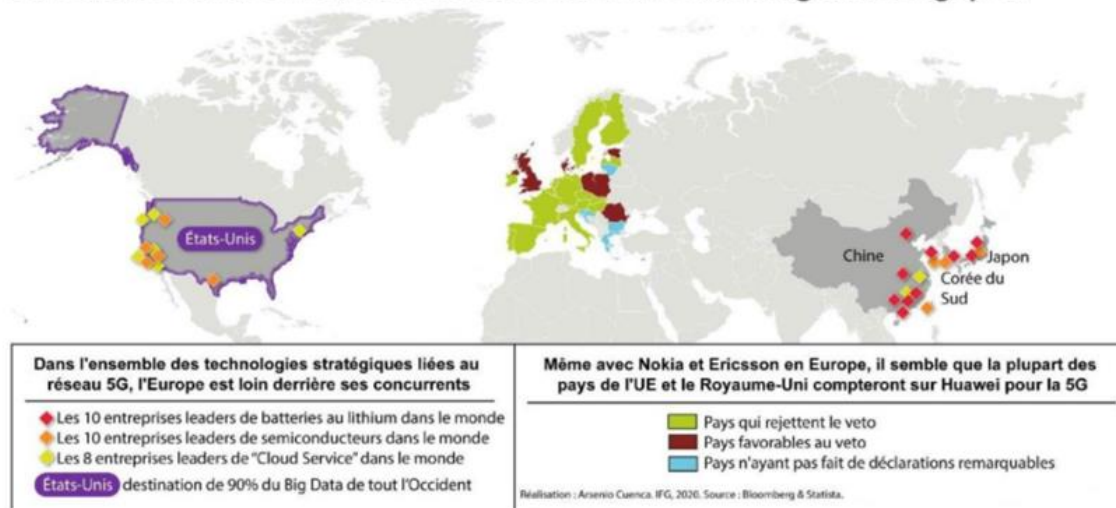 États-Unis
Chine
Japon
Corée du
Sud
Dans l'ensemble des technologies stratégiques liées au
réseau 5G, l'Europe est loin derrière ses concurrents
Les 10 entreprises leaders de batteries au lithium dans le monde
Les 10 entreprises leaders de semiconducteurs dans le monde
Les 8 entreprises leaders de "Cloud Service" dans le monde
États-Unis destination de 90% du Big Data de tout l'Occident
Même avec Nokia et Ericsson en Europe, il semble que la plupart des
pays de l'UE et le Royaume-Uni compteront sur Huawei pour la 5G
Pays qui rejettent le veto
Pays favorables au veto
Pays n'ayant pas fait de déclarations remarquables
Réalisation : Arsenio Cuenca. IFG, 2020. Source : Bloomberg & Statista.